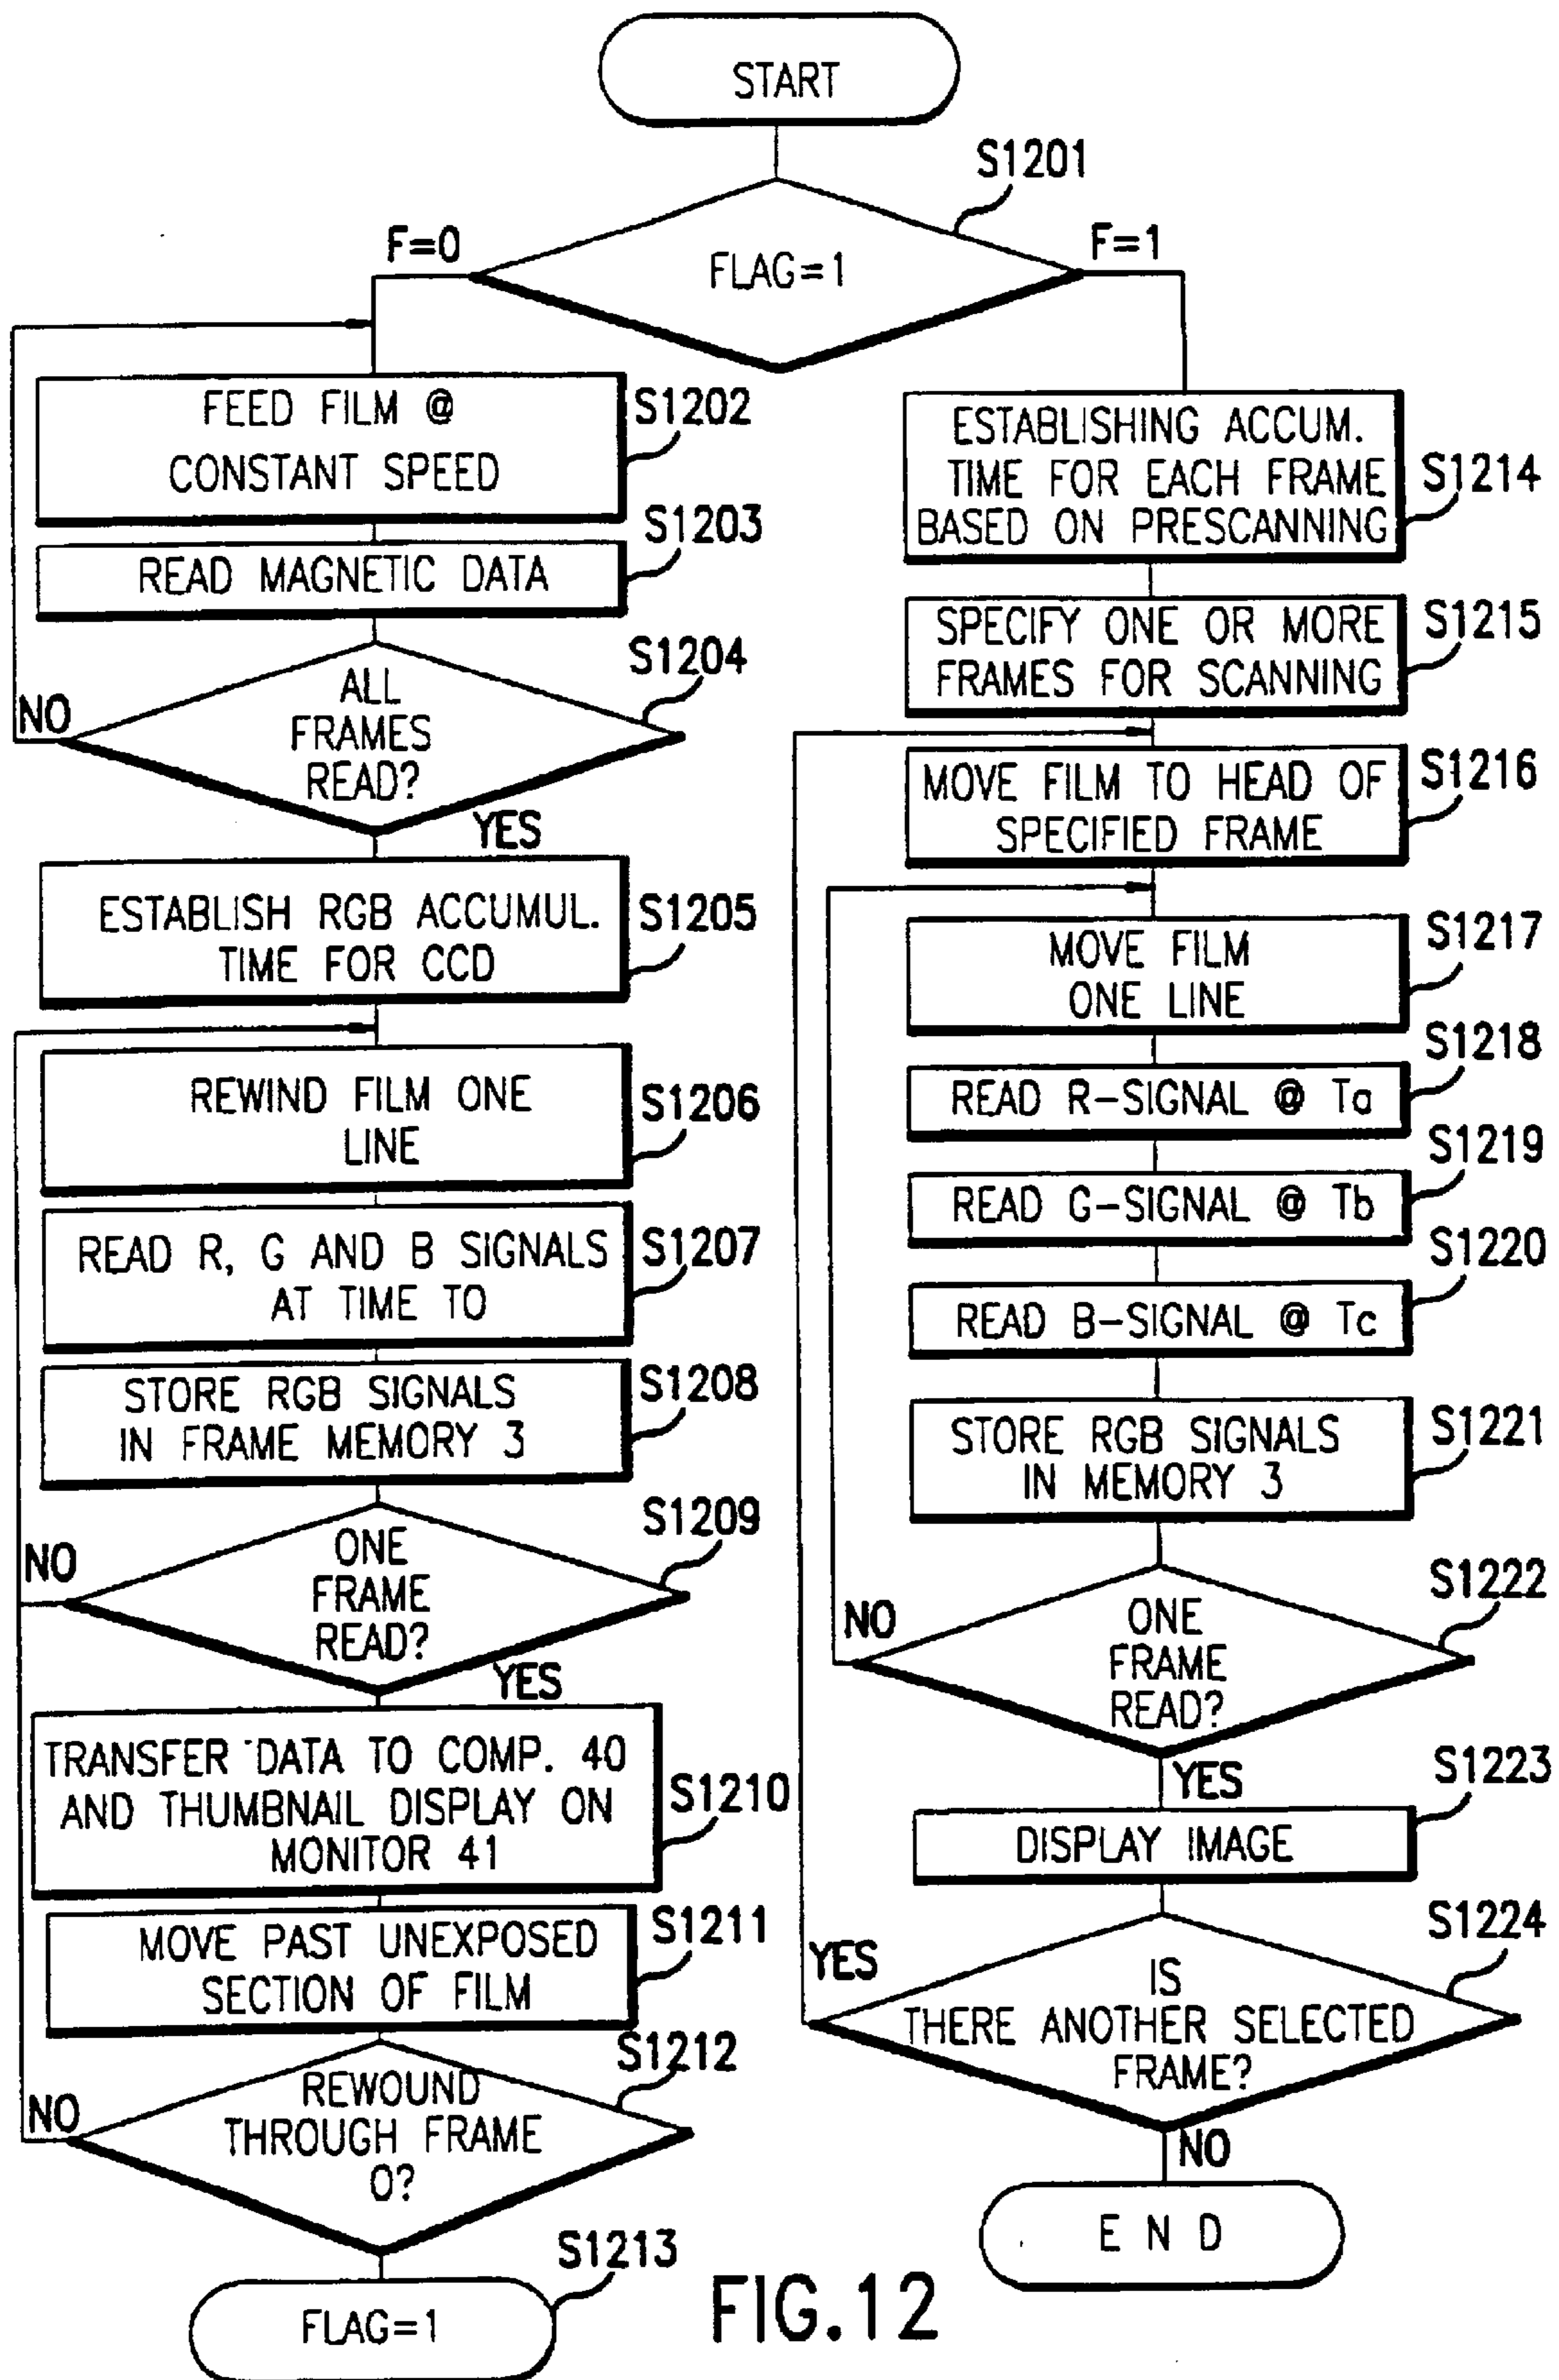 START
S1201
F=0
FLAG=1
F=1
FEED FILM @
CONSTANT SPEED
S1202
READ MAGNETIC DATA
S1203
ALL
FRAMES
READ?
S1204
NO
YES
ESTABLISH RGB ACCUMUL.
TIME FOR CCD
S1205
REWIND FILM ONE
LINE
S1206
READ R, G AND B SIGNALS
AT TIME TO
S1207
STORE RGB SIGNALS
IN FRAME MEMORY 3
S1208
ONE
FRAME
READ?
S1209
NO
YES
TRANSFER DATA TO COMP. 40
AND THUMBNAIL DISPLAY ON
MONITOR 41
S1210
MOVE PAST UNEXPOSED
SECTION OF FILM
S1211
REWOUND
THROUGH FRAME
0?
S1212
NO
S1213
FLAG=1
ESTABLISHING ACCUM.
TIME FOR EACH FRAME
BASED ON PRESCANNING
S1214
SPECIFY ONE OR MORE
FRAMES FOR SCANNING
S1215
MOVE FILM TO HEAD OF
SPECIFIED FRAME
S1216
MOVE FILM
ONE LINE
S1217
READ R-SIGNAL @ Ta
S1218
READ G-SIGNAL @ Tb
S1219
READ B-SIGNAL @ Tc
S1220
STORE RGB SIGNALS
IN MEMORY 3
S1221
ONE
FRAME
READ?
S1222
NO
YES
DISPLAY IMAGE
S1223
IS
THERE ANOTHER SELECTED
FRAME?
S1224
YES
NO
END
FIG.12